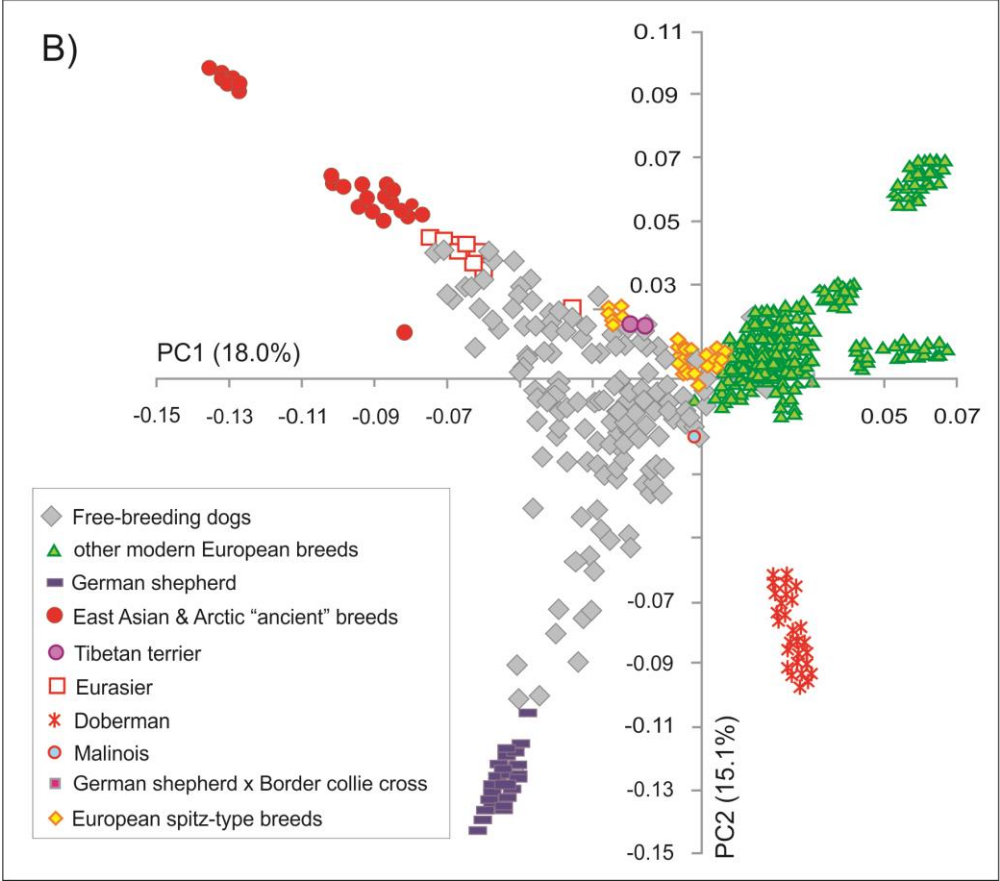 B)
0.11
0.09
0.07
0.05
0.03
PC1 (18.0%)
-0.15 -0.13 -0.11 -0.09 -0.07 0.05 0.07
-0.07
-0.09
-0.11
-0.13
-0.15
PC2 (15.1%)
Free-breeding dogs
other modern European breeds
German shepherd
East Asian & Arctic “ancient” breeds
Tibetan terrier
Eurasier
Doberman
Malinois
German shepherd x Border collie cross
European spitz-type breeds